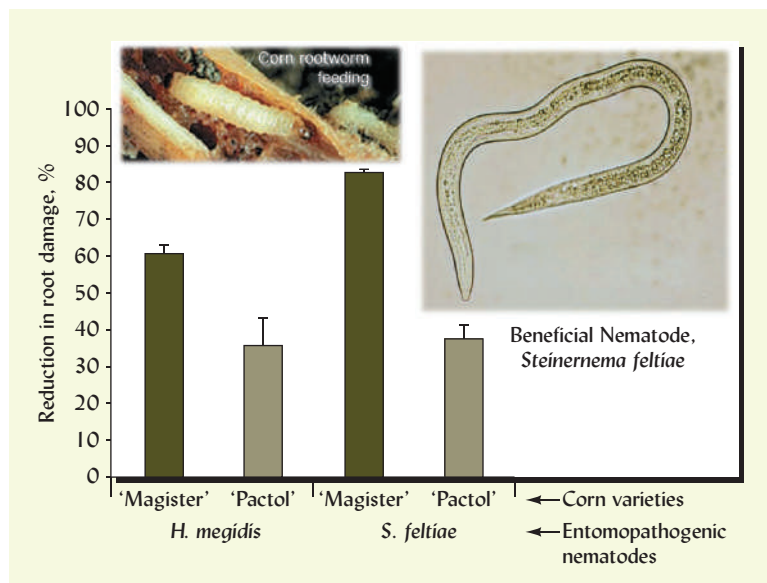 Corn rootworm
feeding
Reduction in root damage, %
100
90
80
70
60
50
40
30
20
10
0
Beneficial Nematode,
Steinernema feltiae
‘Magister’ ‘Pactol’ ‘Magister’ ‘Pactol’ Corn varieties
H. megidis S. feltiae Entomopathogenic
nematodes